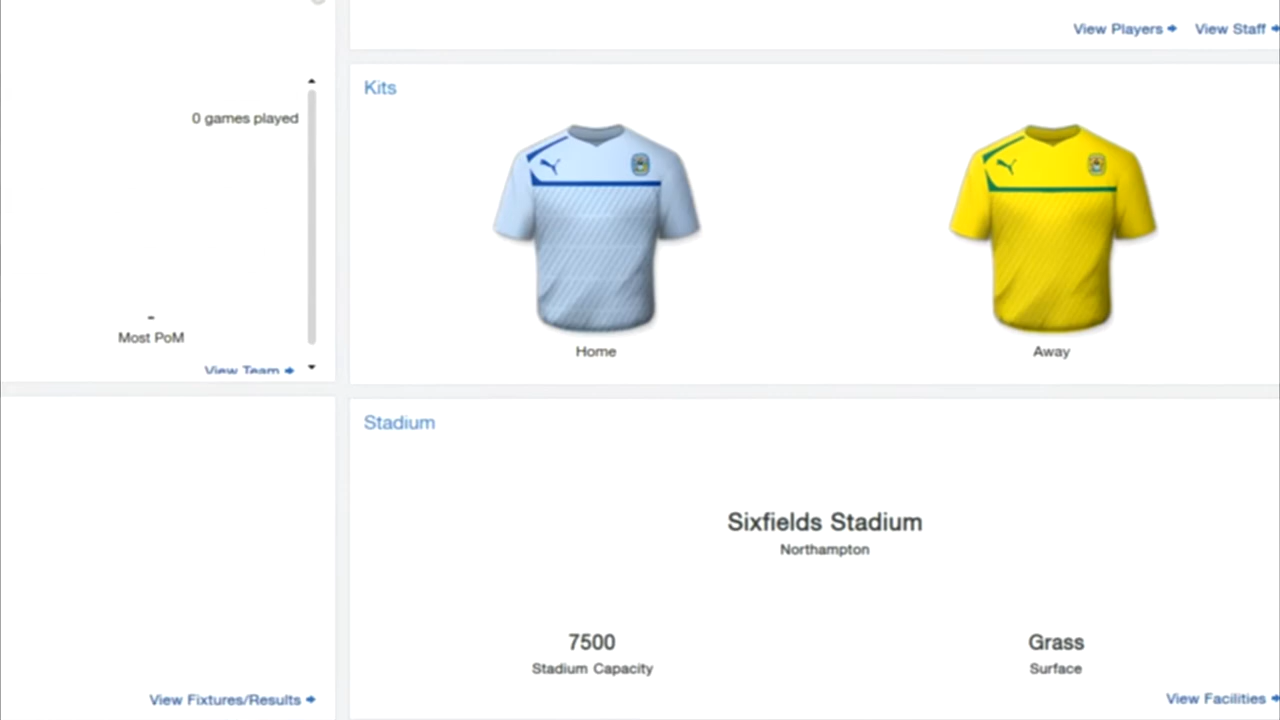 View Players View Staff
Kits
0 games played
Home Away
- 
Most PoM
View Team
Stadium
Sixfields Stadium
Northampton
7500 Grass
Stadium Capacity Surface
View Fixtures/Results View Facilities